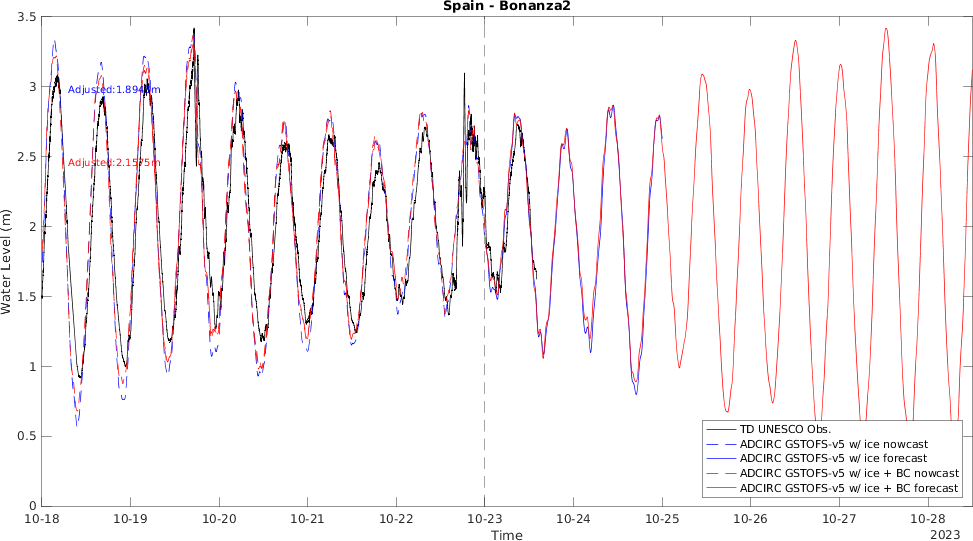 Spain - Bonanza2
3.5
3
2.5
2
1.5
1
0.5
0
Water Level (m)
Adjusted:2.1575m
TD UNESCO Obs.
ADCIRC GSTOFS-v5 w/ ice nowcast
ADCIRC GSTOFS-v5 w/ ice forecast
ADCIRC GSTOFS-v5 w/ ice + BC nowcast
ADCIRC GSTOFS-v5 w/ ice + BC forecast
10-18 10-19 10-20 10-21 10-22 10-23 10-24 10-25 10-26 10-27 10-28
2023
Time